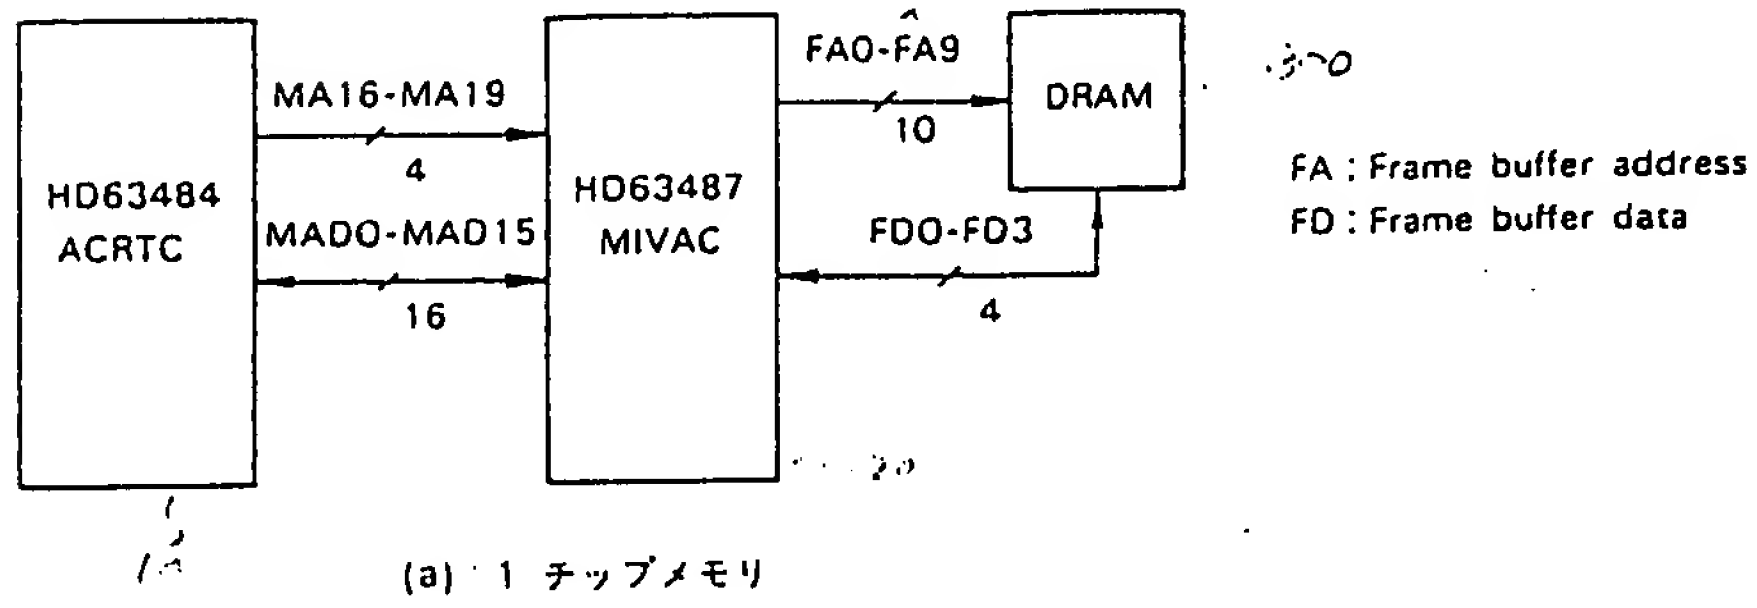 HD63484
ACRTC
MA16-MA19
4
MAD0-MAD15
16
HD63487
MIVAC
FA0-FA9
10
FD0-FD3
4
DRAM
FA : Frame buffer address
FD : Frame buffer data
(a) 1 チップメモリ